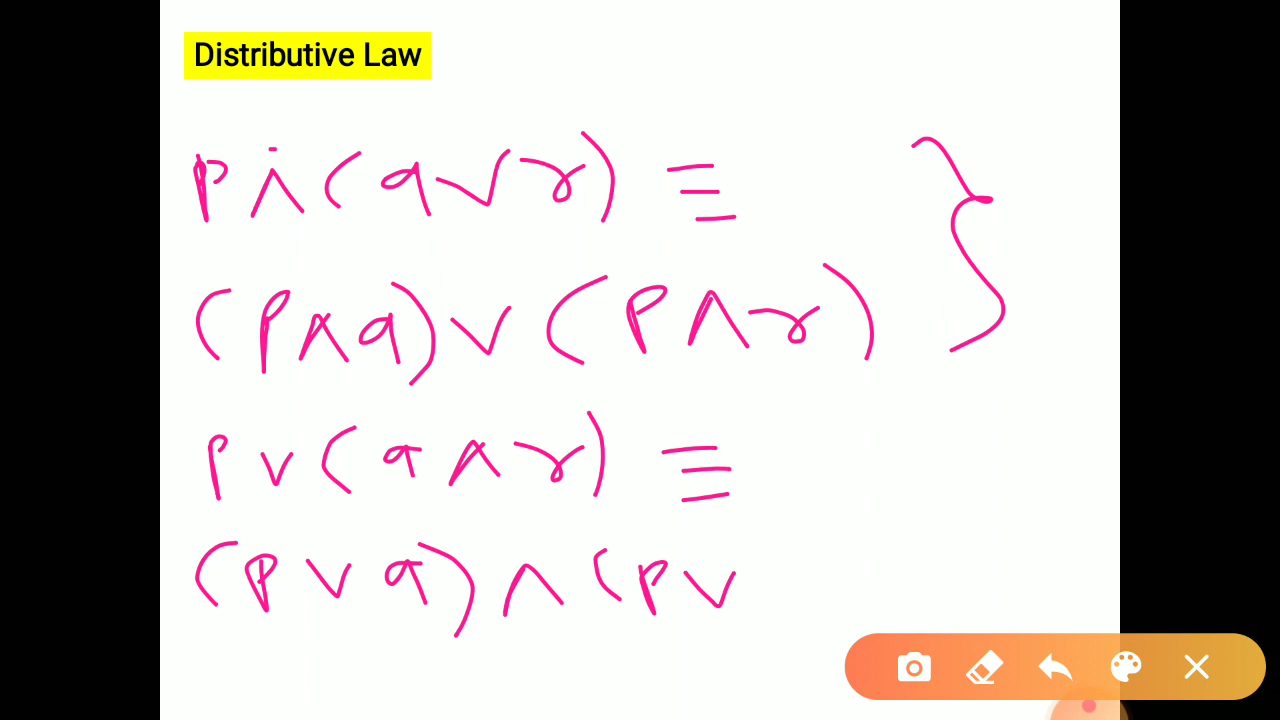 Distributive Law
P ∧ (q ∨ r) ≡
(P ∧ q) ∨ (P ∧ r)
P ∨ (q ∧ r) ≡
(P ∨ q) ∧ (P ∨